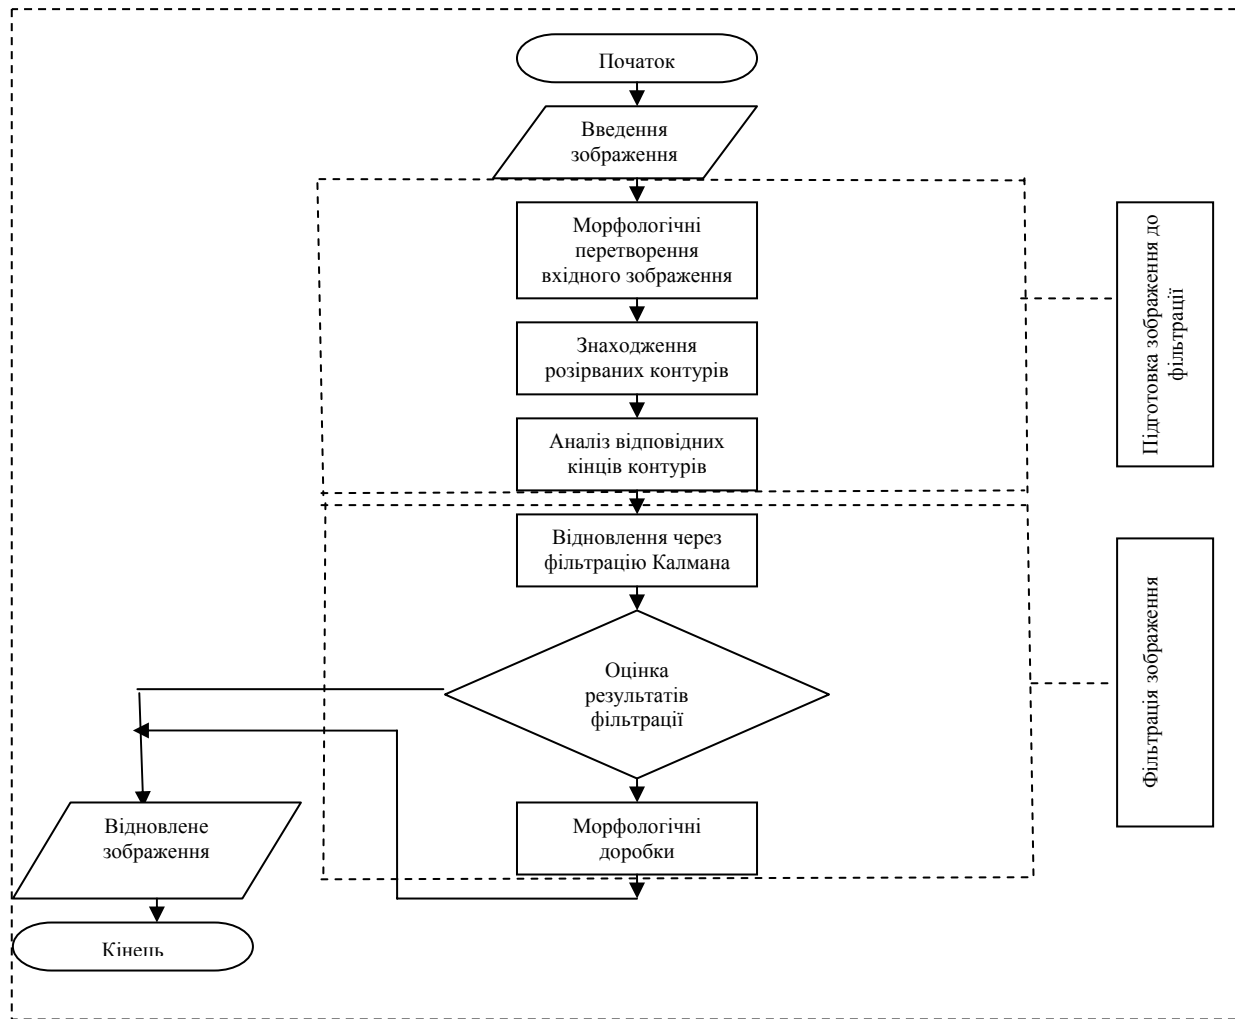 Початок
Введення
зображення
Морфологічні
перетворення
вхідного зображення
Знаходження
розірваних контурів
Аналіз відповідних
кінців контурів
Підготовка зображення до
фільтрації
Відновлення через
фільтрацію Калмана
Оцінка
результатів
фільтрації
Фільтрація зображення
Морфологічні
доробки
Відновлене
зображення
Кінець